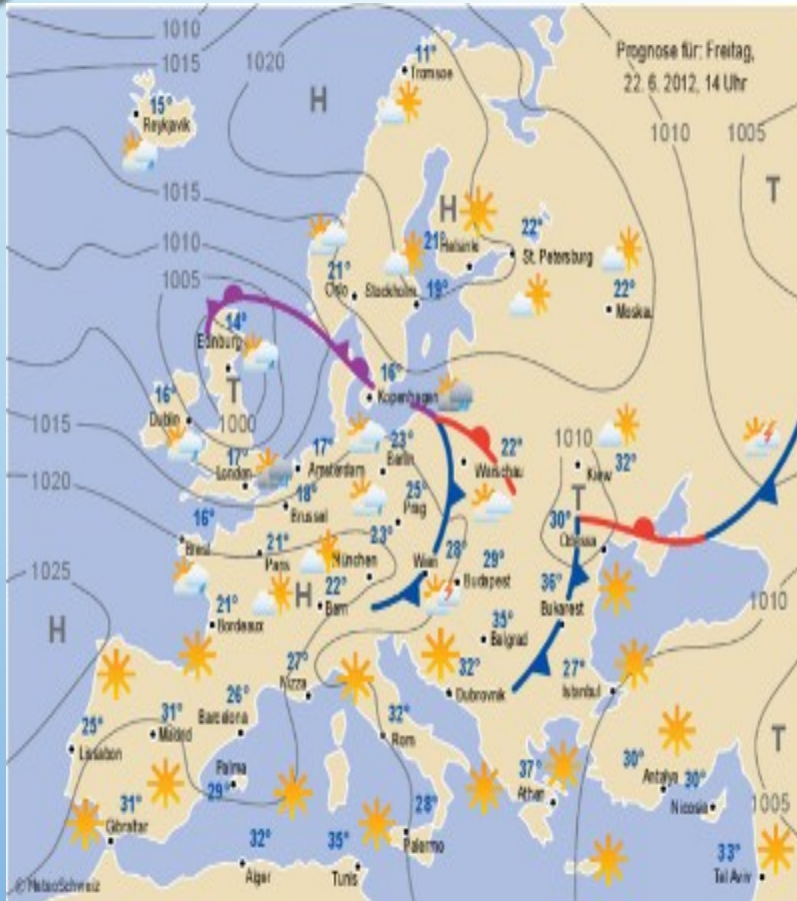 1010
1015
1020
H
11°
Tromsoe
Prognose für: Freitag,
22. 6. 2012, 14 Uhr
1010
1005
T
15°
Reykjavik
1015
1010
1005
H
21°
Helsinki
22°
St. Petersburg
21°
Oslo
Stockholm
19°
22°
Moskau
14°
Edinburg
T
1000
16°
Dublin
16°
Kopenhagen
1015
17°
London
17°
Amsterdam
23°
Berlin
22°
Warschau
1010
T
Kiew
32°
1020
18°
Brüssel
25°
Prag
16°
Brest
21°
Paris
23°
München
Wien
28°
29°
Budapest
30°
Odessa
1025
H
H
22°
Bern
21°
Bordeaux
36°
Bukarest
35°
Belgrad
1010
27°
Nizza
32°
Dubrovnik
27°
Istanbul
25°
Lissabon
31°
Madrid
26°
Barcelona
32°
Rom
T
1005
Palma
29°
37°
Athen
30°
Antalya
30°
Nicosia
31°
Gibraltar
28°
Palermo
32°
Alger
35°
Tunis
33°
Tel Aviv
© MeteoSchweiz